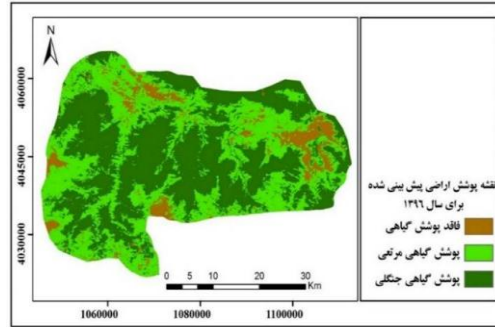 N
4060000
4045000
4030000
0 5 10 20 30
Km
1060000 1080000 1100000
نقشه پوشش اراضی پیش بینی شده
برای سال ۱۳۹۶
فاقد پوشش گیاهی
پوشش گیاهی مرتعی
پوشش گیاهی جنگلی